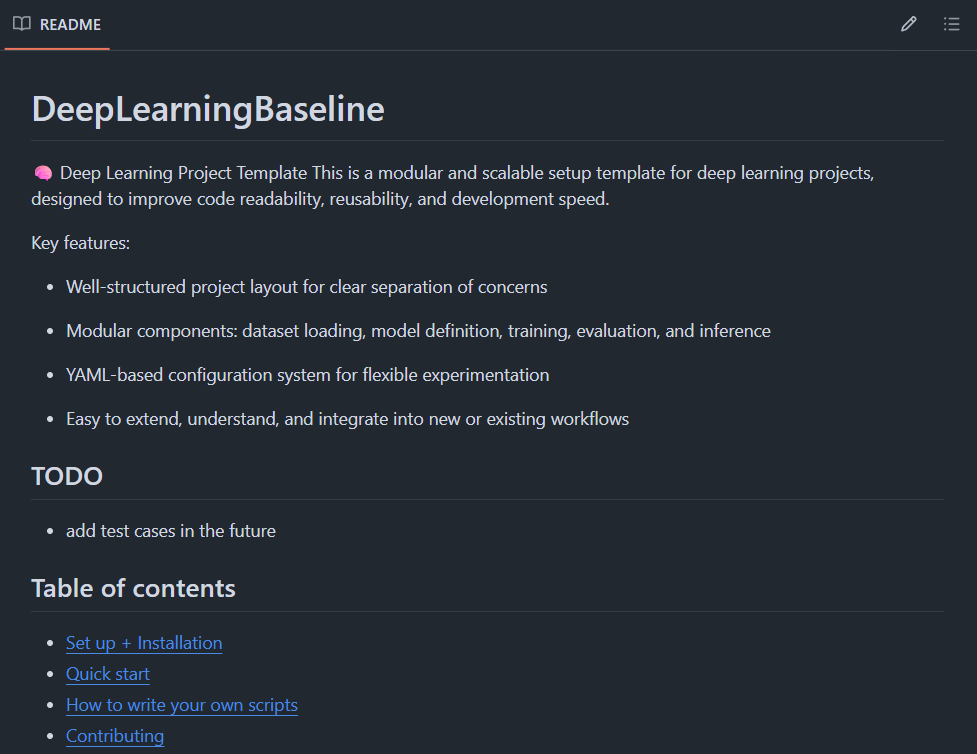 README
DeepLearningBaseline
🧠 Deep Learning Project Template This is a modular and scalable setup template for deep learning projects,
designed to improve code readability, reusability, and development speed.
Key features:
Well-structured project layout for clear separation of concerns
Modular components: dataset loading, model definition, training, evaluation, and inference
YAML-based configuration system for flexible experimentation
Easy to extend, understand, and integrate into new or existing workflows
TODO
add test cases in the future
Table of contents
Set up + Installation
Quick start
How to write your own scripts
Contributing